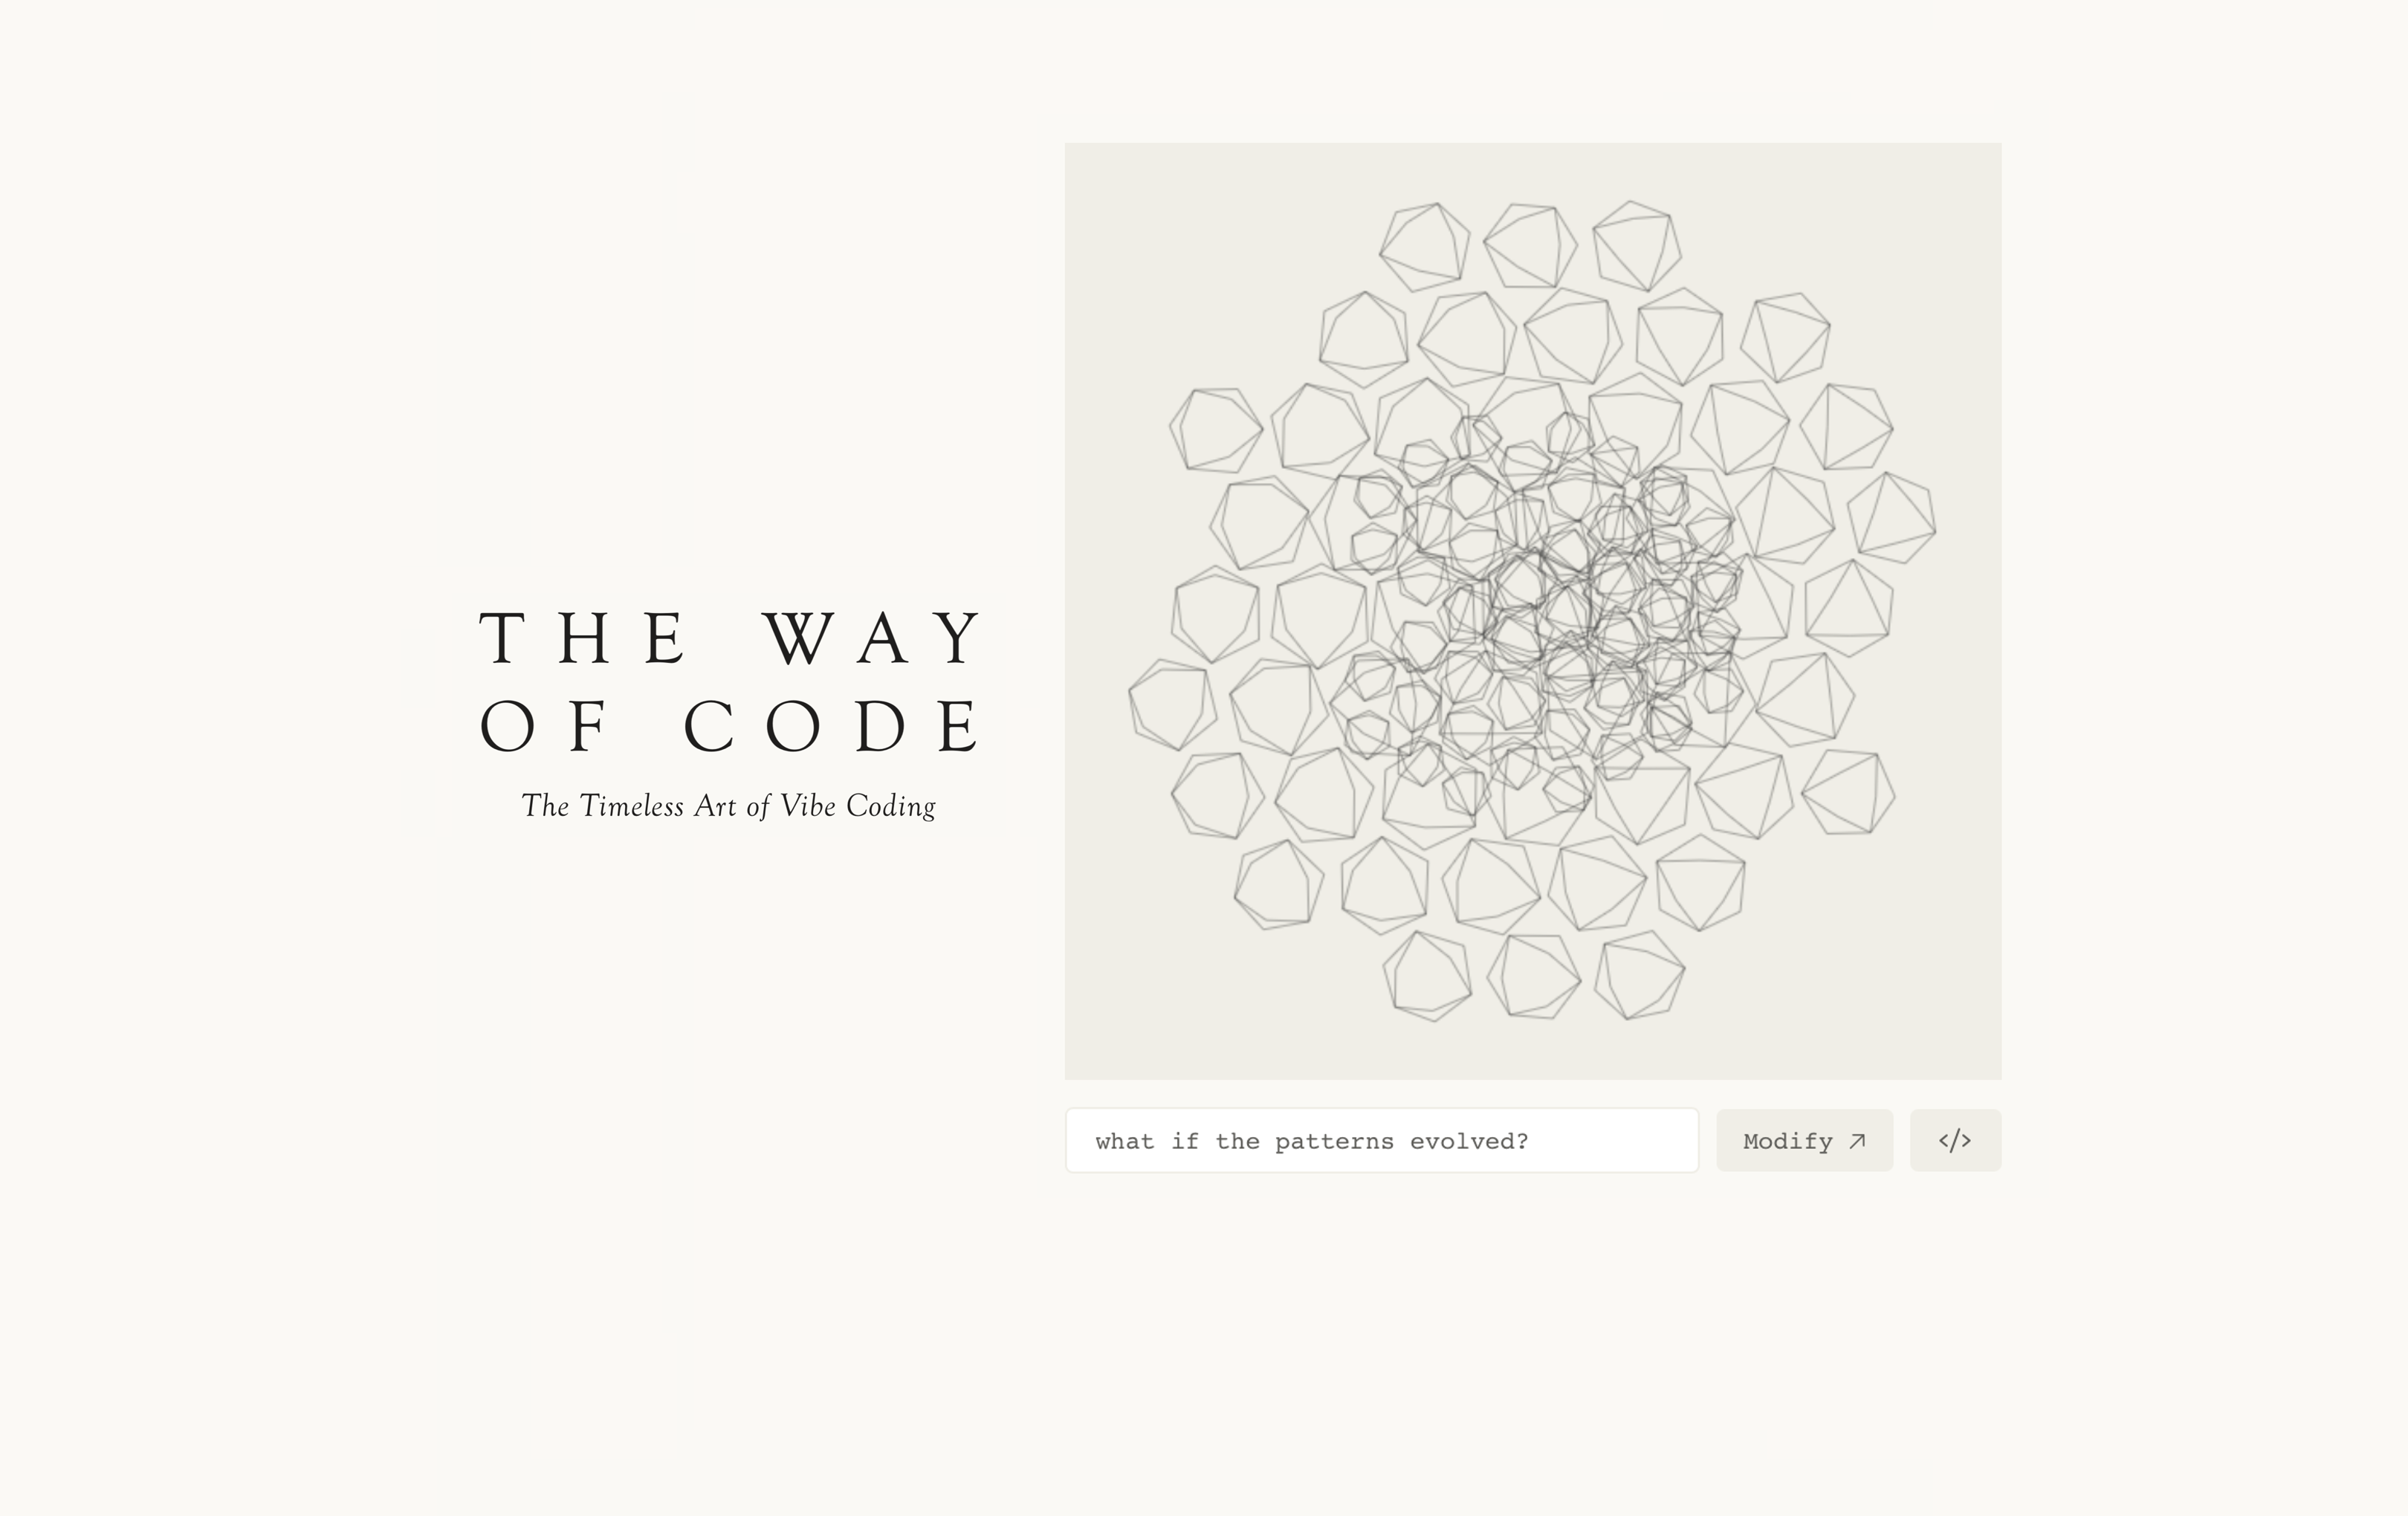 THE WAY
OF CODE
The Timeless Art of Vibe Coding
what if the patterns evolved?
Modify ↗
</>